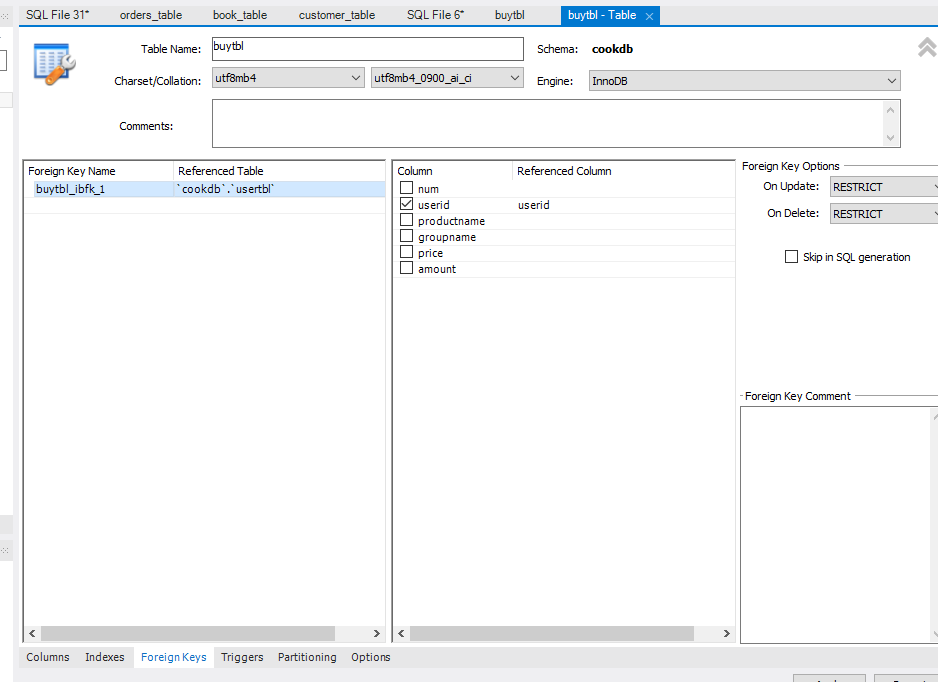 SQL File 31* orders_table book_table customer_table SQL File 6* buytbl buytbl - Table
Table Name: buytbl Schema: cookdb
Charset/Collation: utf8mb4 utf8mb4_0900_ai_ci Engine: InnoDB
Comments:
Foreign Key Name Referenced Table
buytbl_ibfk_1 `cookdb`.`usertbl`
Column Referenced Column
num
userid userid
productname
groupname
price
amount
Foreign Key Options
On Update: RESTRICT
On Delete: RESTRICT
Skip in SQL generation
Foreign Key Comment
Columns Indexes Foreign Keys Triggers Partitioning Options